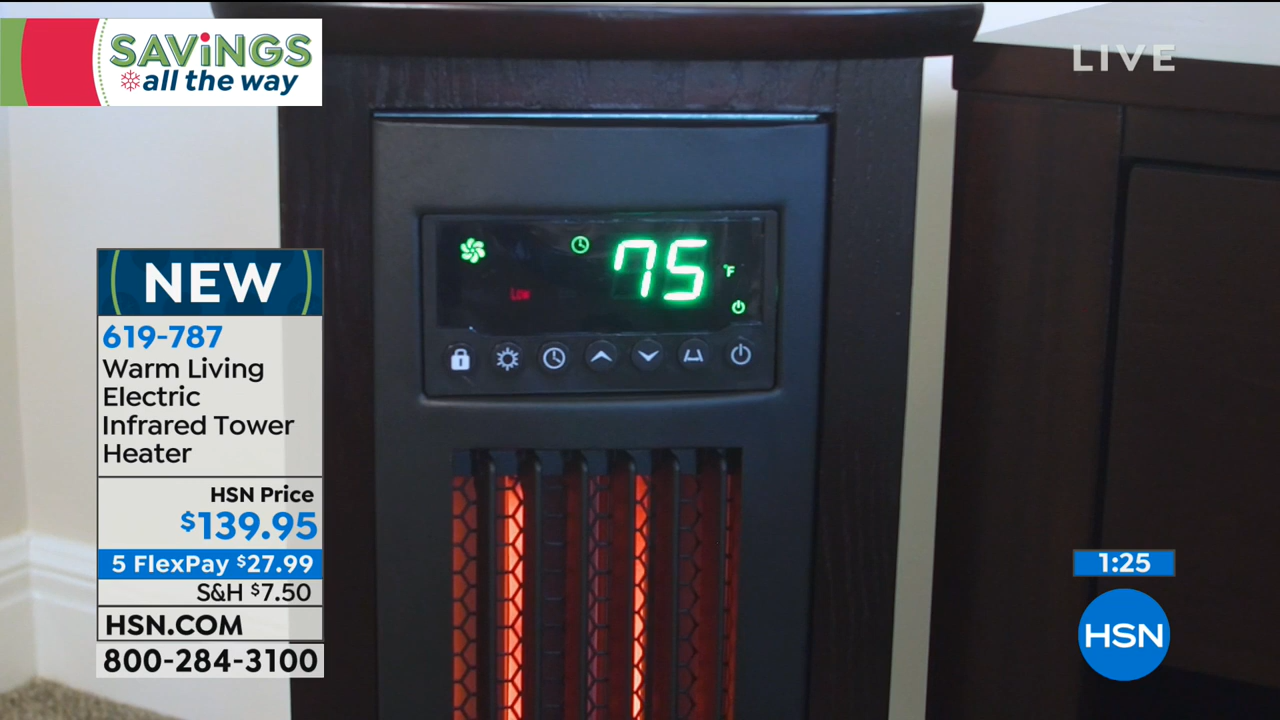 SAVINGS
all the way
LIVE
NEW
619-787
Warm Living
Electric
Infrared Tower
Heater
HSN Price
$139.95
5 FlexPay $27.99
S&H $7.50
HSN.COM
800-284-3100
75 °F
Low
1:25
HSN